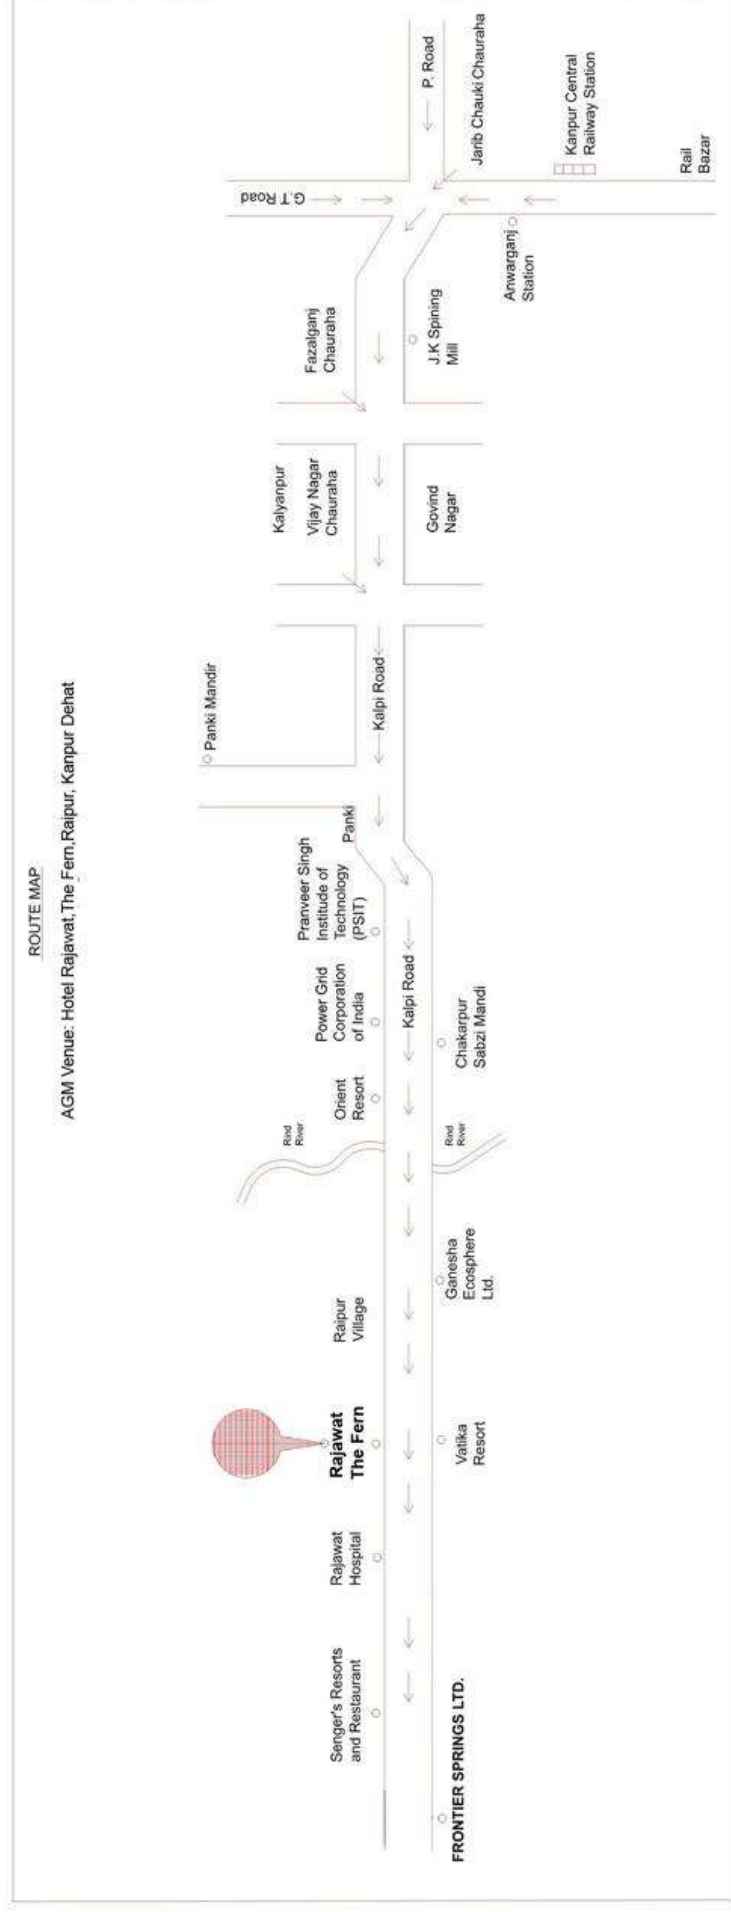 ROUTE MAP
AGM Venue: Hotel Rajawat,The Fern,Raipur, Kanpur Dehat
Senger's Resorts
and Restaurant
Rajawat
Hospital
Rajawat
The Fern
Raipur
Village
Rind
River
Orient
Resort
Power Grid
Corporation
of India
Pranveer Singh
Institute of
Technology
(PSIT)
Panki
Panki Mandir
Kalyanpur
Vijay Nagar
Chauraha
Fazalganj
Chauraha
G.T Road
P. Road
Kalpi Road
Kalpi Road
FRONTIER SPRINGS LTD.
Vatika
Resort
Ganesha
Ecosphere
Ltd.
Rind
River
Chakarpur
Sabzi Mandi
Govind
Nagar
J.K Spining
Mill
Anwarganj
Station
Jarib Chauki Chauraha
Kanpur Central
Railway Station
Rail
Bazar